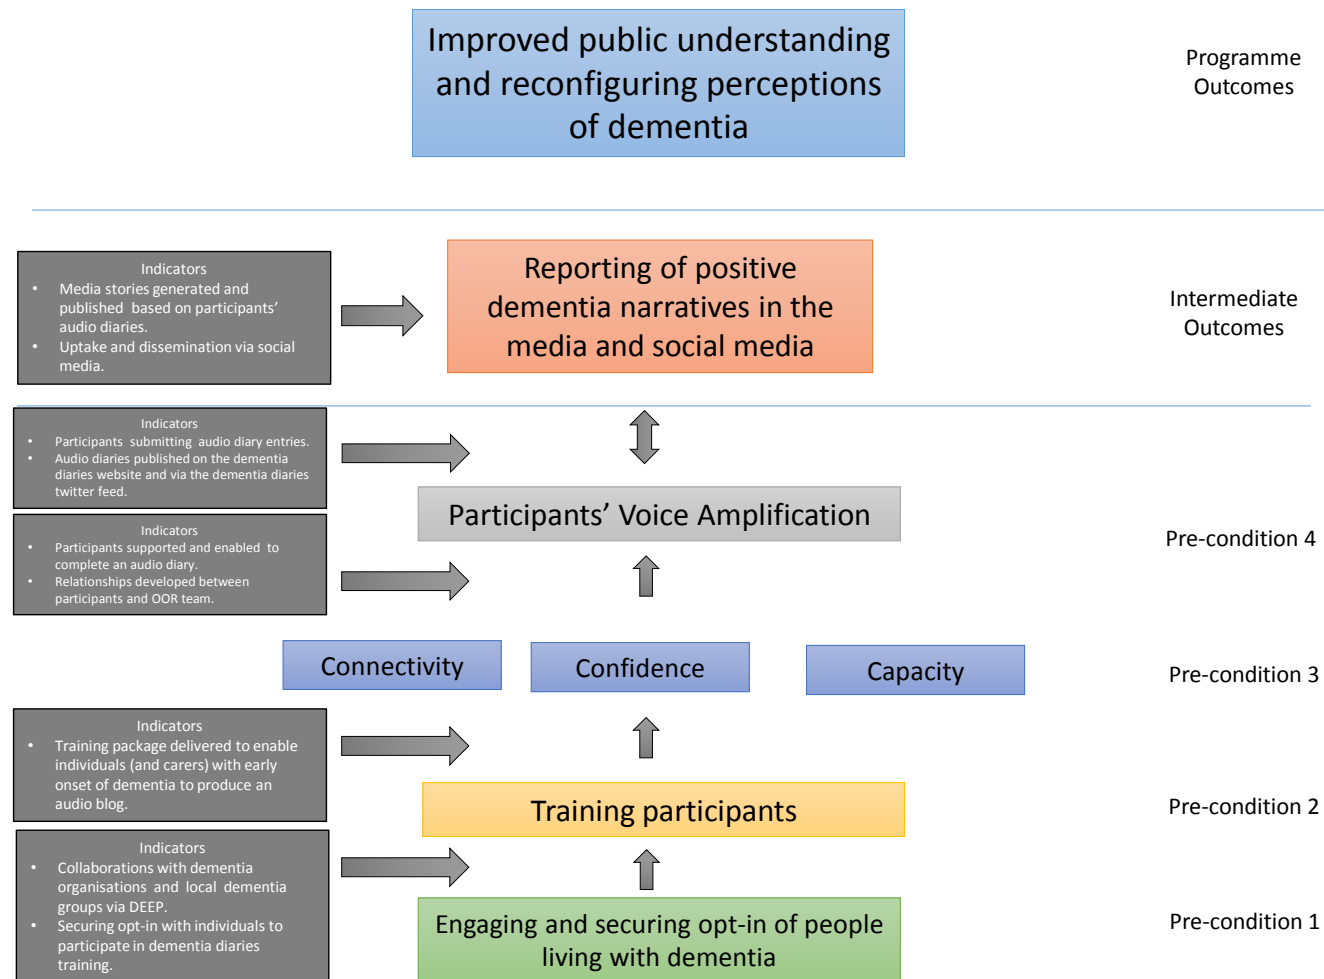 Improved public understanding
and reconfiguring perceptions
of dementia
Programme
Outcomes
Indicators
• Media stories generated and
published based on participants’
audio diaries.
• Uptake and dissemination via social
media.
Reporting of positive
dementia narratives in the
media and social media
Intermediate
Outcomes
Indicators
• Participants submitting audio diary entries.
• Audio diaries published on the dementia
diaries website and via the dementia diaries
twitter feed.
Participants’ Voice Amplification
Pre-condition 4
Indicators
• Participants supported and enabled to
complete an audio diary.
• Relationships developed between
participants and OOR team.
Connectivity
Confidence
Capacity
Pre-condition 3
Indicators
• Training package delivered to enable
individuals (and carers) with early
onset of dementia to produce an
audio blog.
Training participants
Pre-condition 2
Indicators
• Collaborations with dementia
organisations and local dementia
groups via DEEP.
• Securing opt-in with individuals to
participate in dementia diaries
training.
Engaging and securing opt-in of people
living with dementia
Pre-condition 1